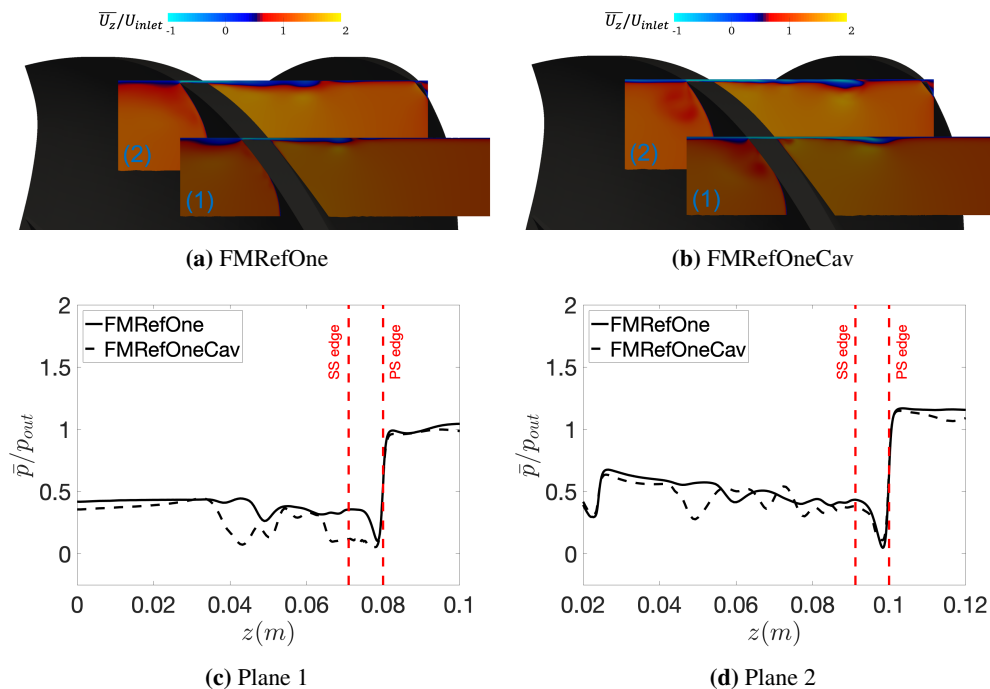 U̅_z/U_inlet
-1 0 1 2
(2)
(1)
(a) FMRefOne
U̅_z/U_inlet
-1 0 1 2
(2)
(1)
(b) FMRefOneCav
FMRefOne
FMRefOneCav
SS edge
PS edge
p̄/p_out
2
1.5
1
0.5
0
0 0.02 0.04 0.06 0.08 0.1
z(m)
(c) Plane 1
FMRefOne
FMRefOneCav
SS edge
PS edge
p̄/p_out
2
1.5
1
0.5
0
0.02 0.04 0.06 0.08 0.1 0.12
z(m)
(d) Plane 2